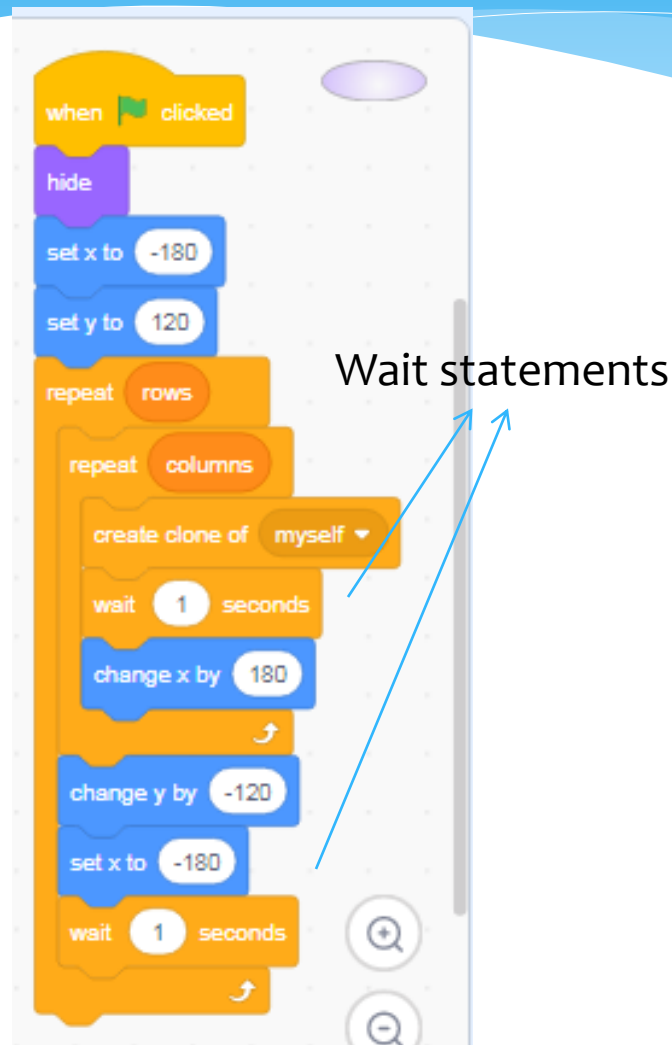 when clicked
hide
set x to -180
set y to 120
Wait statements
repeat rows
repeat columns
create clone of myself
wait 1 seconds
change x by 180
change y by -120
set x to -180
wait 1 seconds